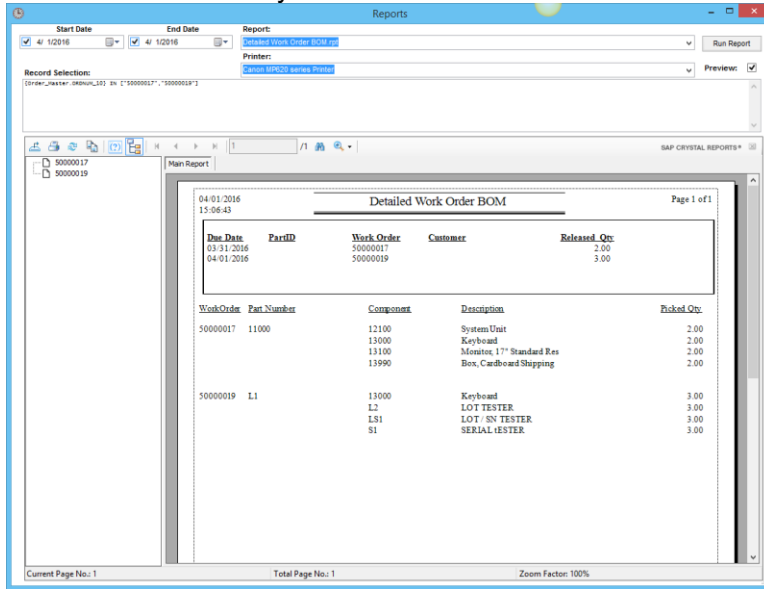 Reports
Start Date End Date Report:
4/ 1/2016 4/ 1/2016 Detailed Work Order BOM.rpt Run Report
Printer:
Record Selection: Canon MP620 series Printer Preview:
{Order_Master.ORDNUM_10} IN ["50000017","50000019"]
1 /1 SAP CRYSTAL REPORTS®
50000017 Main Report
50000019
04/01/2016 Detailed Work Order BOM Page 1 of 1
15:06:43
Due Date PartID Work Order Customer Released Qty
03/31/2016 50000017 2.00
04/01/2016 50000019 3.00
WorkOrder Part Number Component Description Picked Qty
50000017 11000 12100 System Unit 2.00
13000 Keyboard 2.00
13100 Monitor, 17" Standard Res 2.00
13990 Box, Cardboard Shipping 2.00
50000019 L1 13000 Keyboard 3.00
L2 LOT TESTER 3.00
LS1 LOT / SN TESTER 3.00
S1 SERIAL tESTER 3.00
Current Page No.: 1 Total Page No.: 1 Zoom Factor: 100%